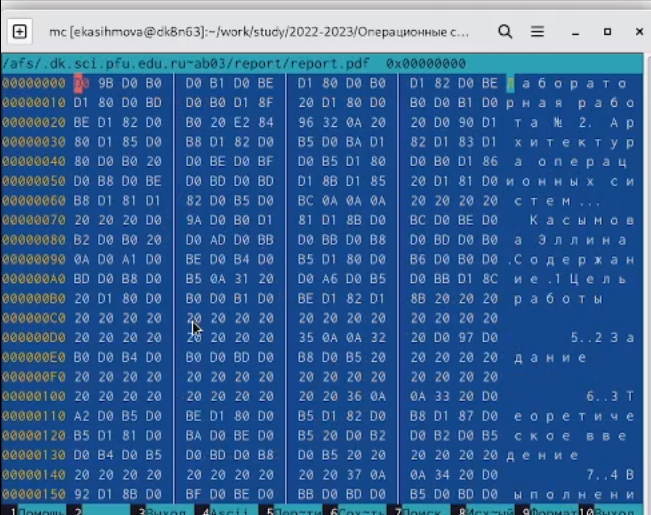 mc [ekasihmova@dk8n63]:~/work/study/2022-2023/Операционные с...
/afs/.dk.sci.pfu.edu.ru~ab03/report/report.pdf 0x00000000
00000000 D0 9B D0 B0 D0 B1 D0 BE D1 80 D0 B0 D1 82 D0 BE Лаборато
00000010 D1 80 D0 BD D0 B0 D1 8F 20 D1 80 D0 B0 D0 B1 D0 рная рабо
00000020 BE D1 82 D0 B0 20 E2 84 96 32 0A 20 20 D0 90 D1 та № 2. Ар
00000030 80 D1 85 D0 B8 D1 82 D0 B5 D0 BA D1 82 D1 83 D1 хитектур
00000040 80 D0 B0 20 D0 BE D0 BF D0 B5 D1 80 D0 B0 D1 86 а операц
00000050 D0 B8 D0 BE D0 BD D0 BD D1 8B D1 85 20 D1 81 D0 ионных си
00000060 B8 D1 81 D1 82 D0 B5 D0 BC 0A 0A 0A 20 20 20 20 стем...
00000070 20 20 20 20 9A D0 B0 D1 81 D1 8B D0 BC D0 BE D0 Касымов
00000080 B2 D0 B0 20 D0 AD D0 BB D0 BB D0 B8 D0 BD D0 B0 а Эллина
00000090 0A D0 A1 D0 BE D0 B4 D0 B5 D1 80 D0 B6 D0 B0 D0 .Содержан
000000A0 BD D0 B8 D0 B5 0A 31 20 D0 A6 D0 B5 D0 BB D1 8C ие.1 Цель
000000B0 20 D1 80 D0 B0 D0 B1 D0 BE D1 82 D1 8B 20 20 20 работы
000000C0 20 20 20 20 20 20 20 20 20 20 20 20 20 20 20 20
000000D0 20 20 20 20 20 20 20 20 35 0A 0A 32 20 D0 97 D0 5..2 За
000000E0 B0 D0 B4 D0 B0 D0 BD D0 B8 D0 B5 20 20 20 20 20 дание
000000F0 20 20 20 20 20 20 20 20 20 20 20 20 20 20 20 20
00000100 20 20 20 20 20 20 20 20 20 20 36 0A 0A 33 20 D0 6..3 Т
00000110 A2 D0 B5 D0 BE D1 80 D0 B5 D1 82 D0 B8 D1 87 D0 еоретиче
00000120 B5 D1 81 D0 BA D0 BE D0 B5 20 D0 B2 D0 B2 D0 B5 ское вве
00000130 D0 B4 D0 B5 D0 BD D0 B8 D0 B5 20 20 20 20 20 20 дение
00000140 20 20 20 20 20 20 20 20 20 20 37 0A 0A 34 20 D0 7..4 В
00000150 92 D1 8B D0 BF D0 BE D0 BB D0 BD D0 B5 D0 BD D0 ыполнени
1Помощь 2 3Выход 4Ascii 5Перейти 6Сохр~ть 7Поиск 8Исх~ый 9Формат 10Выход